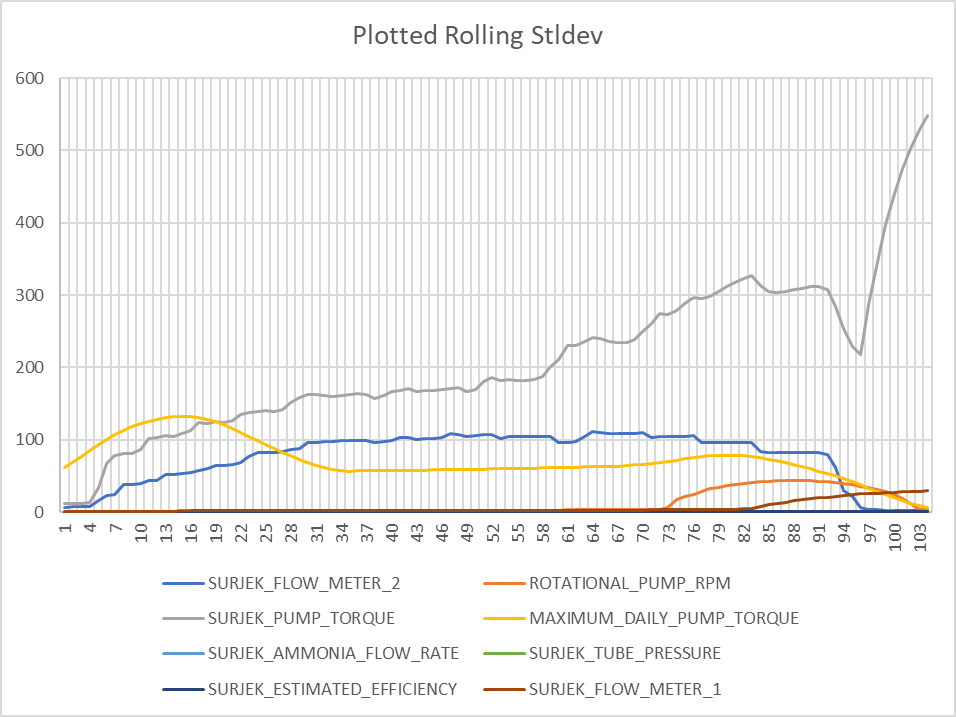 Plotted Rolling Stldev
600
500
400
300
200
100
0
1 4 7 10 13 16 19 22 25 28 31 34 37 40 43 46 49 52 55 58 61 64 67 70 73 76 79 82 85 88 91 94 97 100 103
SURJEK_FLOW_METER_2 ROTATIONAL_PUMP_RPM
SURJEK_PUMP_TORQUE MAXIMUM_DAILY_PUMP_TORQUE
SURJEK_AMMONIA_FLOW_RATE SURJEK_TUBE_PRESSURE
SURJEK_ESTIMATED_EFFICIENCY SURJEK_FLOW_METER_1